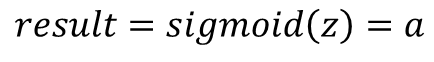 result = sigmoid(z) = a